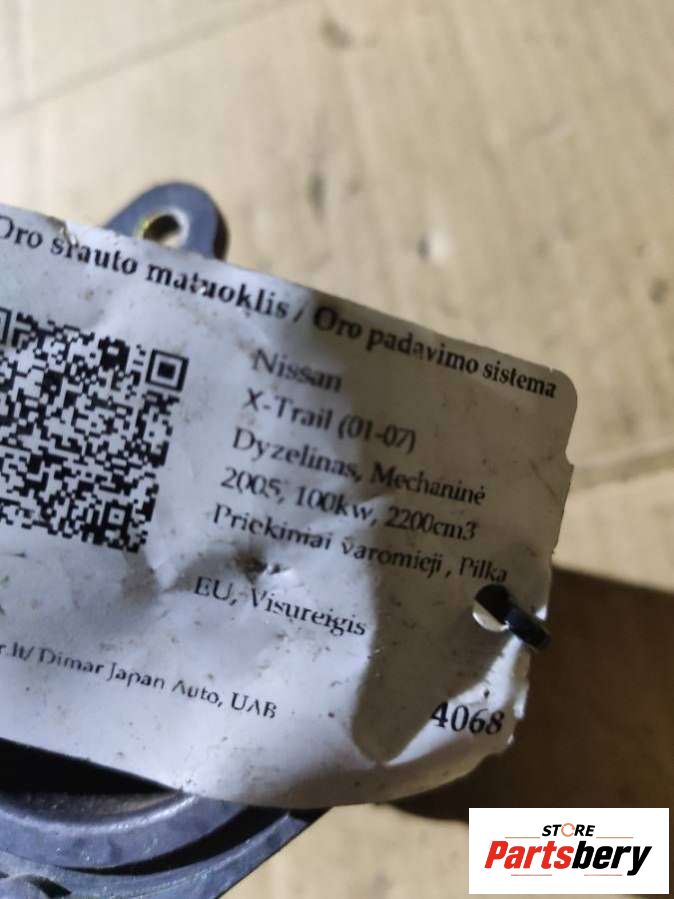 Oro srauto matuoklis / Oro padavimo sistema
Nissan
X-Trail (01-07)
Dyzelinas, Mechaninė
2005, 100kw, 2200cm3
Priekiniai varomieji , Pilka
EU, Visureigis
r.lt/ Dimar Japan Auto, UAB
4068
STORE
Partsbery